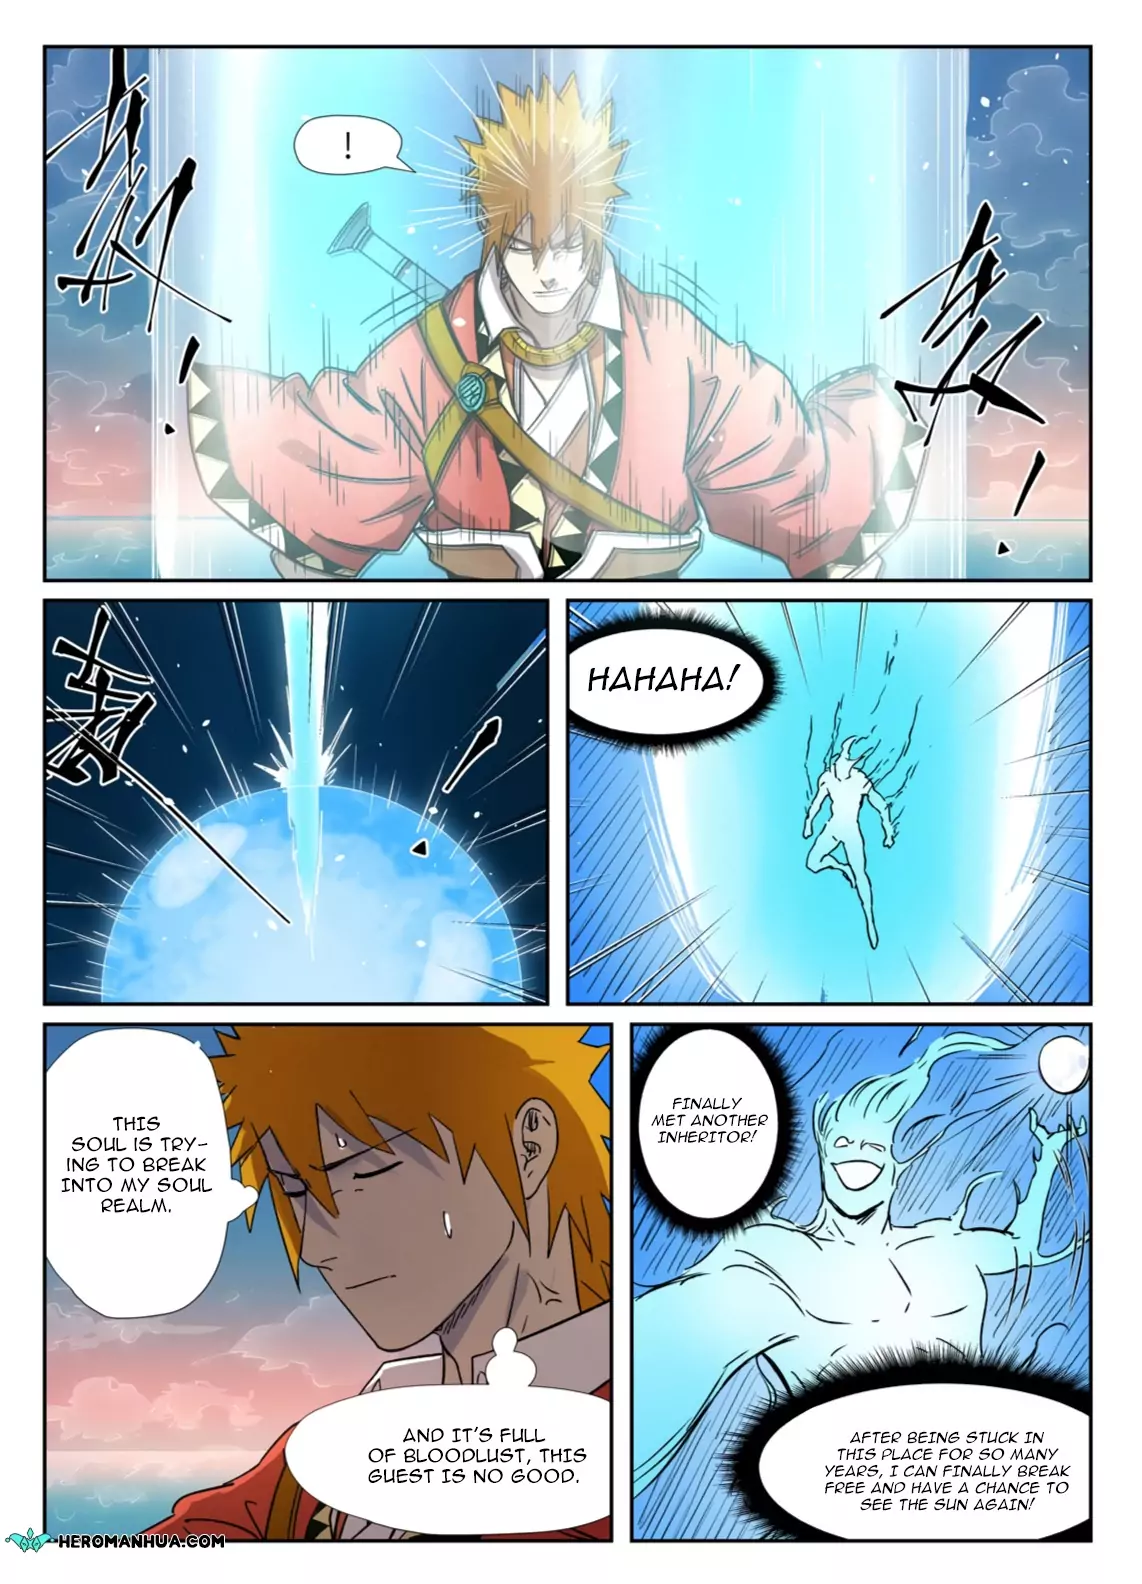 !
HAHAHA!
THIS
SOUL IS TRY-
ING TO BREAK
INTO MY SOUL
REALM.
AND IT'S FULL
OF BLOODLUST, THIS
GUEST IS NO GOOD.
FINALLY
MET ANOTHER
INHERITOR!
AFTER BEING STUCK IN
THIS PLACE FOR SO MANY
YEARS, I CAN FINALLY BREAK
FREE AND HAVE A CHANCE TO
SEE THE SUN AGAIN!
HEROMANHUA.COM